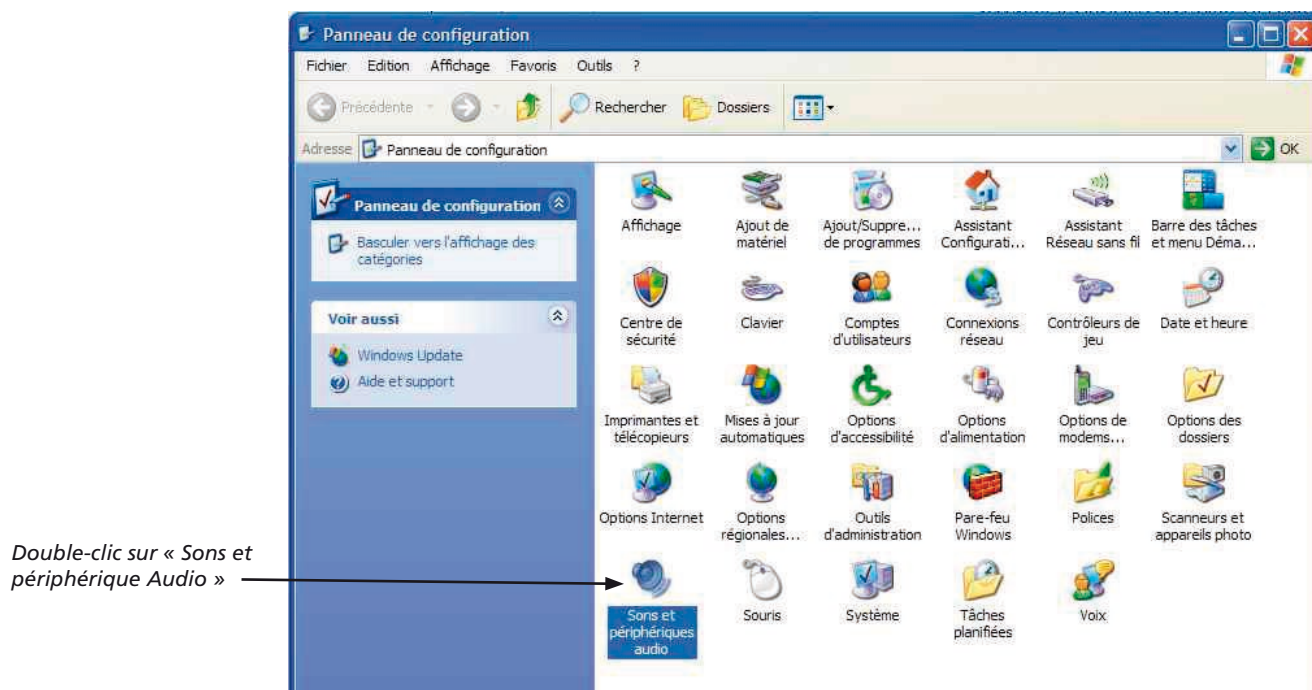 Panneau de configuration
Fichier Edition Affichage Favoris Outils ?
Précédente Rechercher Dossiers
Adresse Panneau de configuration OK
Panneau de configuration
Basculer vers l'affichage des
catégories
Voir aussi
Windows Update
Aide et support
Affichage
Ajout de
matériel
Ajout/Suppre...
de programmes
Assistant
Configurati...
Assistant
Réseau sans fil
Barre des tâches
et menu Déma...
Centre de
sécurité
Clavier
Comptes
d'utilisateurs
Connexions
réseau
Contrôleurs de
jeu
Date et heure
Imprimantes et
télécopieurs
Mises à jour
automatiques
Options
d'accessibilité
Options
d'alimentation
Options de
modems...
Options des
dossiers
Options Internet
Options
régionales...
Outils
d'administration
Pare-feu
Windows
Polices
Scanneurs et
appareils photo
Double-clic sur « Sons et
périphérique Audio »
Sons et
périphériques
audio
Souris
Système
Tâches
planifiées
Voix